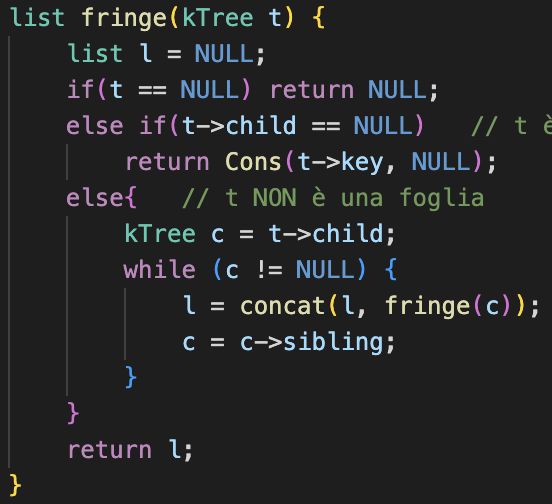 list fringe(kTree t) {
list l = NULL;
if(t == NULL) return NULL;
else if(t->child == NULL) // t è
return Cons(t->key, NULL);
else{ // t NON è una foglia
kTree c = t->child;
while (c != NULL) {
l = concat(l, fringe(c));
c = c->sibling;
}
}
return l;
}